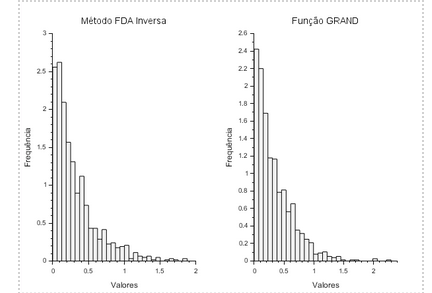 Método FDA Inversa
Função GRAND
3
2.5
2
1.5
1
0.5
0
Frequência
0 0.5 1 1.5 2
Valores
2.6
2.4
2.2
2
1.8
1.6
1.4
1.2
1
0.8
0.6
0.4
0.2
0
Frequência
0 0.5 1 1.5 2
Valores